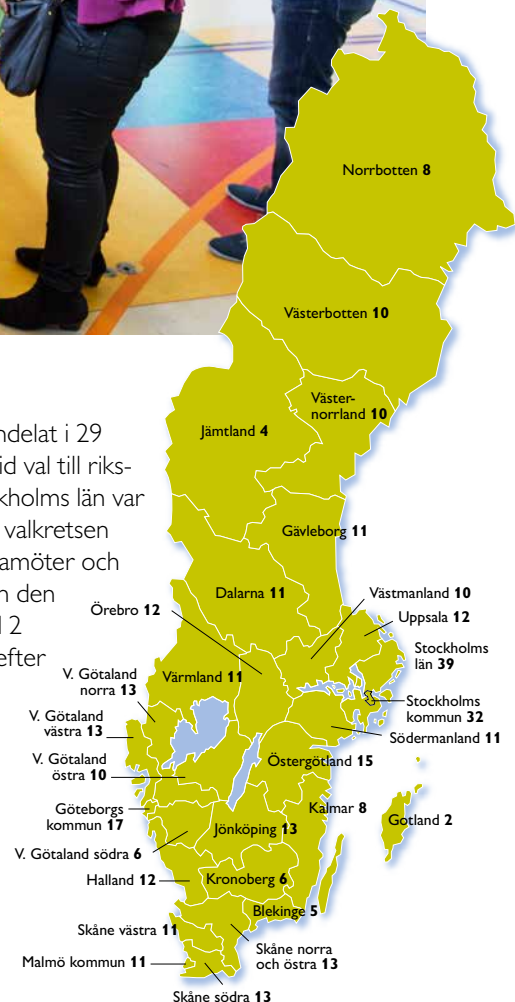 Norrbotten 8
Västerbotten 10
Väster-
norrland 10
Jämtland 4
ndelat i 29
id val till riks-
ckholms län var
valkretsen
amöter och
den
12
efter
Gävleborg 11
Dalarna 11
Västmanland 10
Örebro 12
Uppsala 12
Stockholms
län 39
V. Götaland
norra 13
Värmland 11
Stockholms
kommun 32
V. Götaland
västra 13
Södermanland 11
V. Götaland
östra 10
Östergötland 15
Göteborgs
kommun 17
Kalmar 8
Gotland 2
Jönköping 13
V. Götaland södra 6
Halland 12
Kronoberg 6
Blekinge 5
Skåne västra 11
Skåne norra
och östra 13
Malmö kommun 11
Skåne södra 13